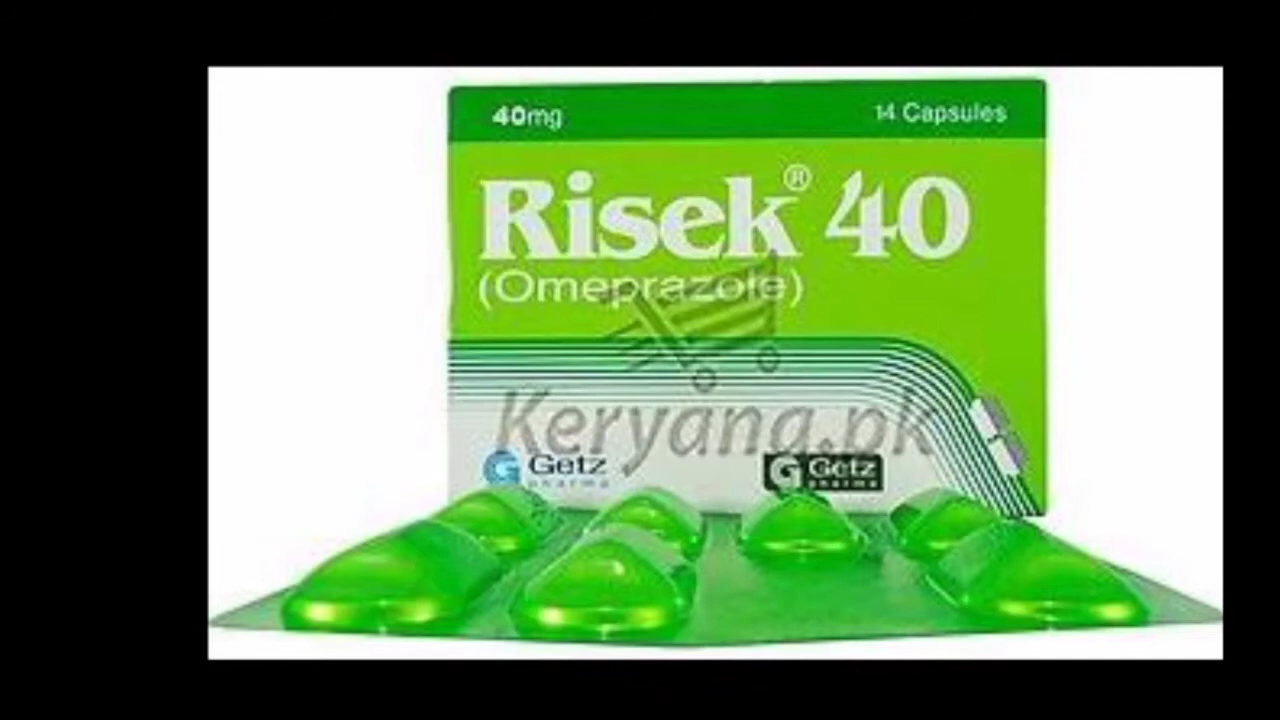 40mg 14 Capsules
Risek® 40
(Omeprazole)
Keryana.pk
G Getz pharma G Getz pharma